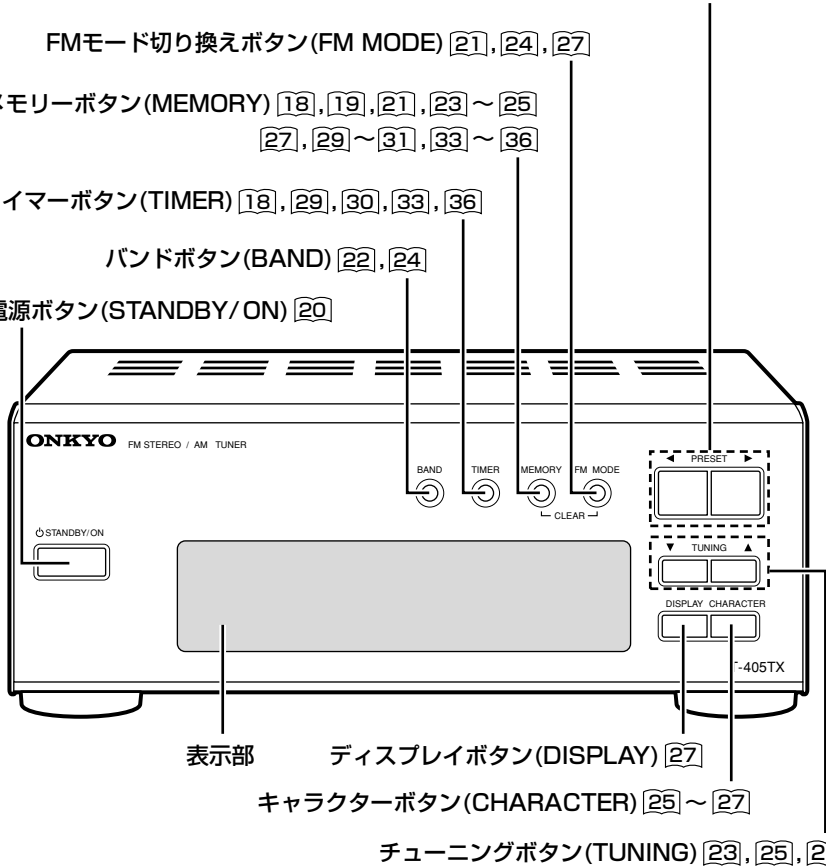 FMモード切り換えボタン(FM MODE) 21, 24, 27
モリーボタン(MEMORY) 18, 19, 21, 23 ～ 25
27, 29 ～ 31, 33 ～ 36
イマーボタン(TIMER) 18, 29, 30, 33, 36
バンドボタン(BAND) 22, 24
源ボタン(STANDBY/ON) 20
ONKYO FM STEREO / AM TUNER
BAND TIMER MEMORY FM MODE
CLEAR
◄ PRESET ►
⏻STANDBY/ON
▼ TUNING ▲
DISPLAY CHARACTER
-405TX
表示部
ディスプレイボタン(DISPLAY) 27
キャラクターボタン(CHARACTER) 25 ～ 27
チューニングボタン(TUNING) 23, 25,